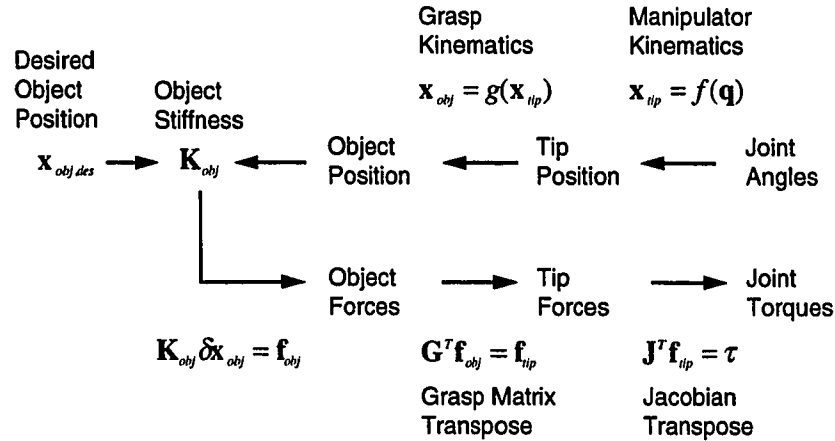 Grasp
Kinematics
Manipulator
Kinematics
Desired
Object
Position
Object
Stiffness
x_obj = g(x_tip)
x_tip = f(q)
x_obj,des
K_obj
Object
Position
Tip
Position
Joint
Angles
Object
Forces
Tip
Forces
Joint
Torques
K_obj δx_obj = f_obj
G^T f_obj = f_tip
J^T f_tip = τ
Grasp Matrix
Transpose
Jacobian
Transpose